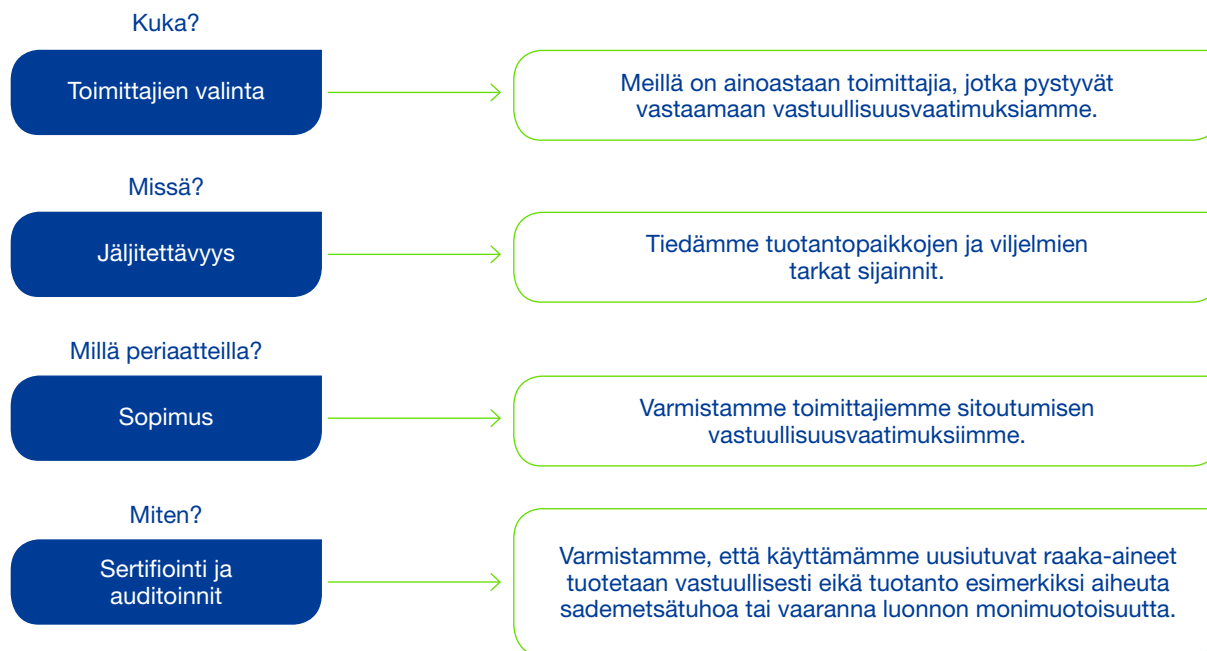 Kuka?
Toimittajien valinta
Meillä on ainoastaan toimittajia, jotka pystyvät
vastaamaan vastuullisuusvaatimuksiamme.
Missä?
Jäljitettävyys
Tiedämme tuotantopaikkojen ja viljelmien
tarkat sijainnit.
Millä periaatteilla?
Sopimus
Varmistamme toimittajiemme sitoutumisen
vastuullisuusvaatimuksiimme.
Miten?
Sertifiointi ja
auditoinnit
Varmistamme, että käyttämämme uusiutuvat raaka-aineet
tuotetaan vastuullisesti eikä tuotanto esimerkiksi aiheuta
sademetsätuhoa tai vaaranna luonnon monimuotoisuutta.